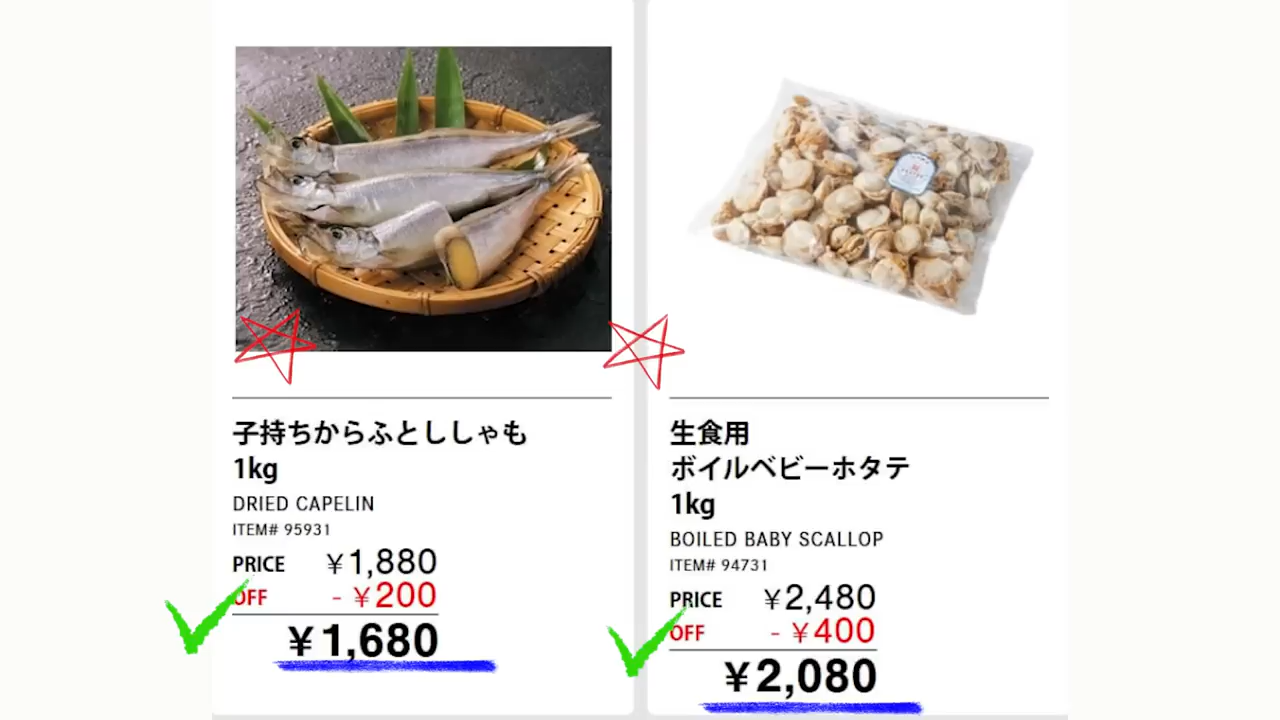 子持ちからふとししゃも
1kg
DRIED CAPELIN
ITEM# 95931
PRICE ￥1,880
OFF - ￥200
￥1,680
生食用
ボイルベビーホタテ
1kg
BOILED BABY SCALLOP
ITEM# 94731
PRICE ￥2,480
OFF - ￥400
￥2,080